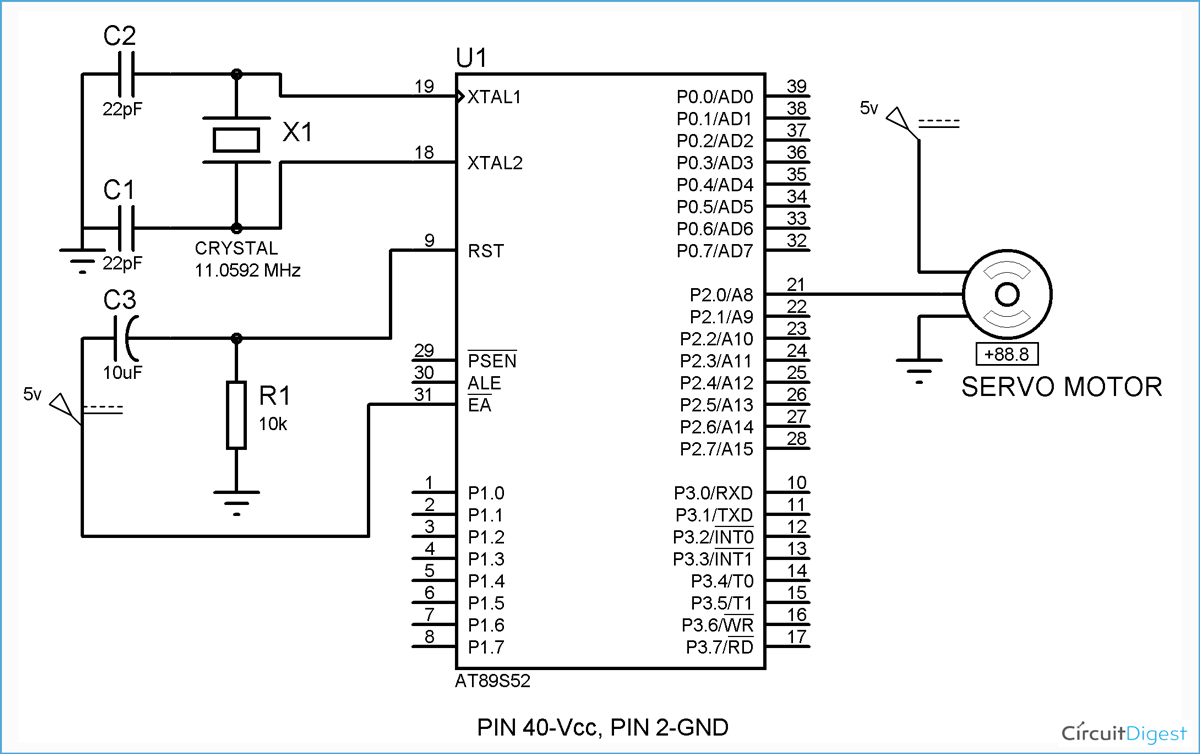 C2
22pF
X1
C1
22pF
CRYSTAL
11.0592 MHz
C3
10uF
5v
R1
10k
U1
19 XTAL1
18 XTAL2
9 RST
29 PSEN
30 ALE
31 EA
1 P1.0
2 P1.1
3 P1.2
4 P1.3
5 P1.4
6 P1.5
7 P1.6
8 P1.7
P0.0/AD0 39
P0.1/AD1 38
P0.2/AD2 37
P0.3/AD3 36
P0.4/AD4 35
P0.5/AD5 34
P0.6/AD6 33
P0.7/AD7 32
P2.0/A8 21
P2.1/A9 22
P2.2/A10 23
P2.3/A11 24
P2.4/A12 25
P2.5/A13 26
P2.6/A14 27
P2.7/A15 28
P3.0/RXD 10
P3.1/TXD 11
P3.2/INT0 12
P3.3/INT1 13
P3.4/T0 14
P3.5/T1 15
P3.6/WR 16
P3.7/RD 17
AT89S52
5v
+88.8
SERVO MOTOR
PIN 40-Vcc, PIN 2-GND
CircuitDigest